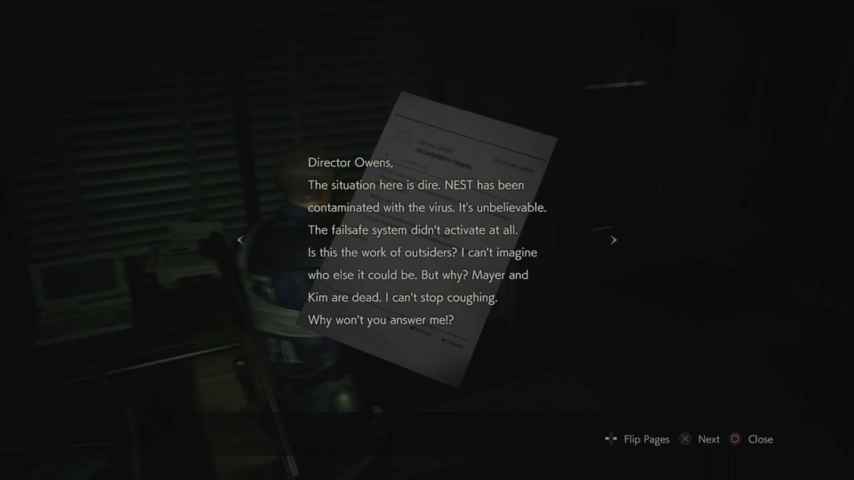 Director Owens,
The situation here is dire. NEST has been
contaminated with the virus. It's unbelievable.
The failsafe system didn't activate at all.
Is this the work of outsiders? I can't imagine
who else it could be. But why? Mayer and
Kim are dead. I can't stop coughing.
Why won't you answer me!?
Flip Pages Next Close